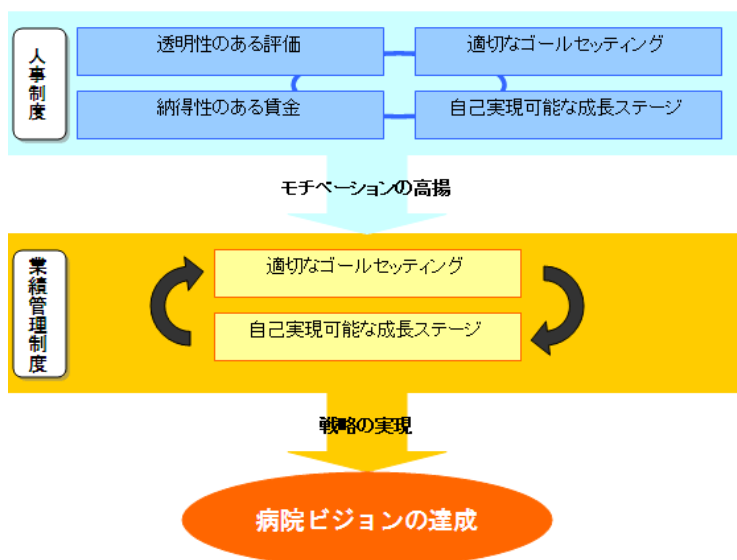 人事制度
透明性のある評価
適切なゴールセッティング
納得性のある賃金
自己実現可能な成長ステージ
モチベーションの高揚
業績管理制度
適切なゴールセッティング
自己実現可能な成長ステージ
戦略の実現
病院ビジョンの達成